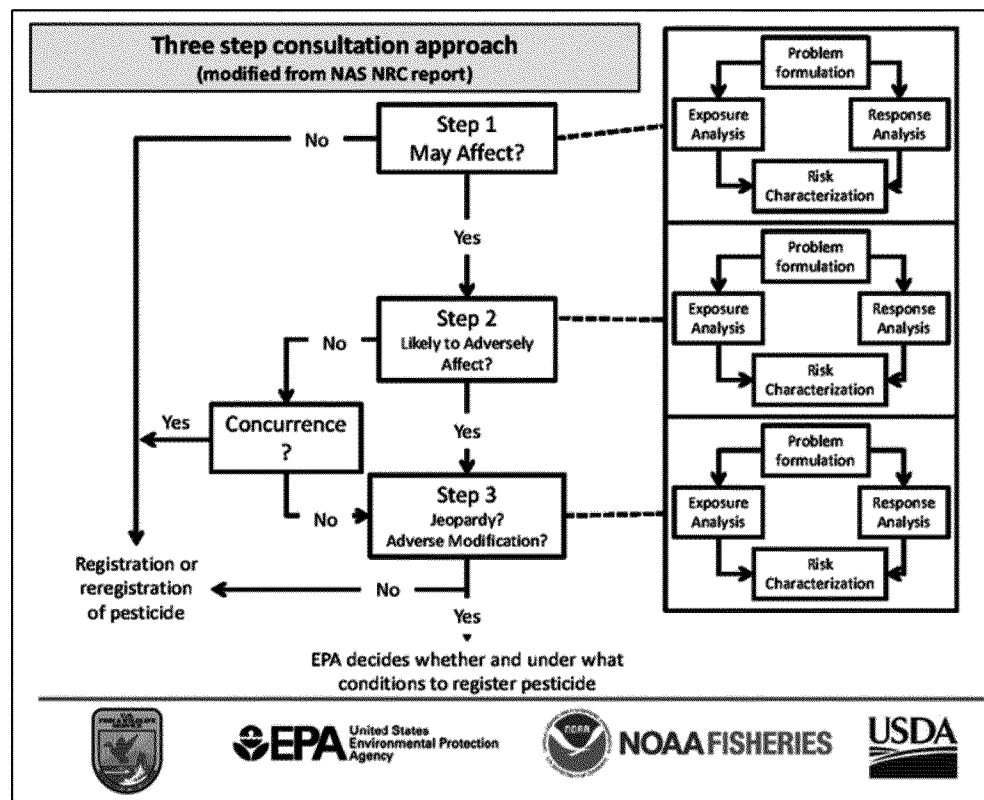 Three step consultation approach
(modified from NAS NRC report)
Step 1
May Affect?
No
Yes
Step 2
Likely to Adversely
Affect?
No
Concurrence
?
Yes
No
Yes
Step 3
Jeopardy?
Adverse Modification?
No
Registration or
reregistration
of pesticide
Yes
EPA decides whether and under what
conditions to register pesticide
Problem
formulation
Exposure
Analysis
Response
Analysis
Risk
Characterization
Problem
formulation
Exposure
Analysis
Response
Analysis
Risk
Characterization
Problem
formulation
Exposure
Analysis
Response
Analysis
Risk
Characterization
EPA
United States
Environmental Protection
Agency
NOAA FISHERIES
USDA